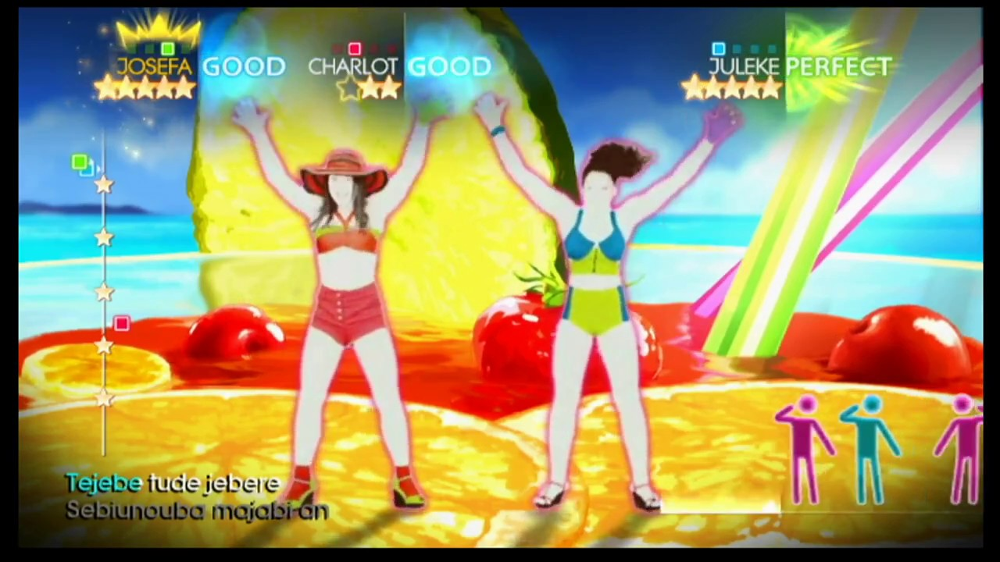 JOSEFA GOOD CHARLOT GOOD JULEKE PERFECT
Tejebe tude jebere
Sebiunouba majabi an